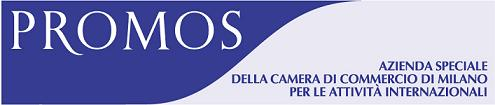 PROMOS
AZIENDA SPECIALE
DELLA CAMERA DI COMMERCIO DI MILANO
PER LE ATTIVITÀ INTERNAZIONALI